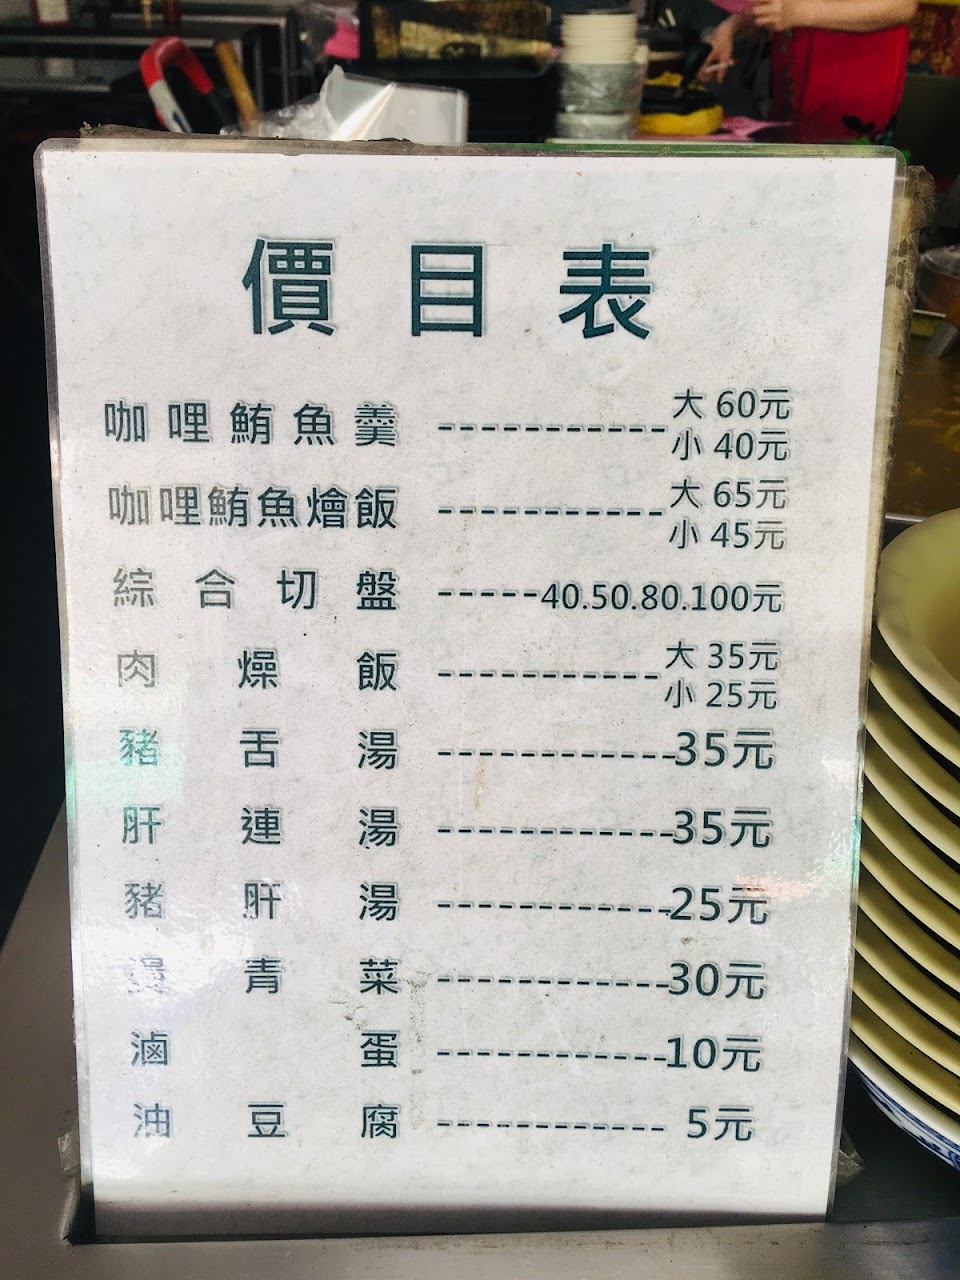 價目表
咖哩鮪魚羹-----------大 60元
小 40元
咖哩鮪魚燴飯-----------大 65元
小 45元
綜合切盤-----40.50.80.100元
肉燥飯-----------大 35元
小 25元
豬舌湯------------35元
肝連湯------------35元
豬肝湯------------25元
燙青菜------------30元
滷蛋------------10元
油豆腐------------ 5元